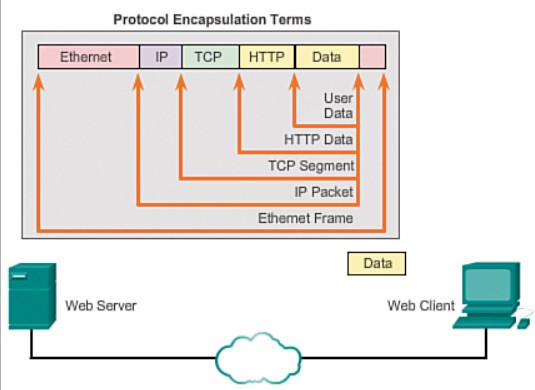 Protocol Encapsulation Terms
Ethernet IP TCP HTTP Data
User
Data
HTTP Data
TCP Segment
IP Packet
Ethernet Frame
Data
Web Server
Web Client